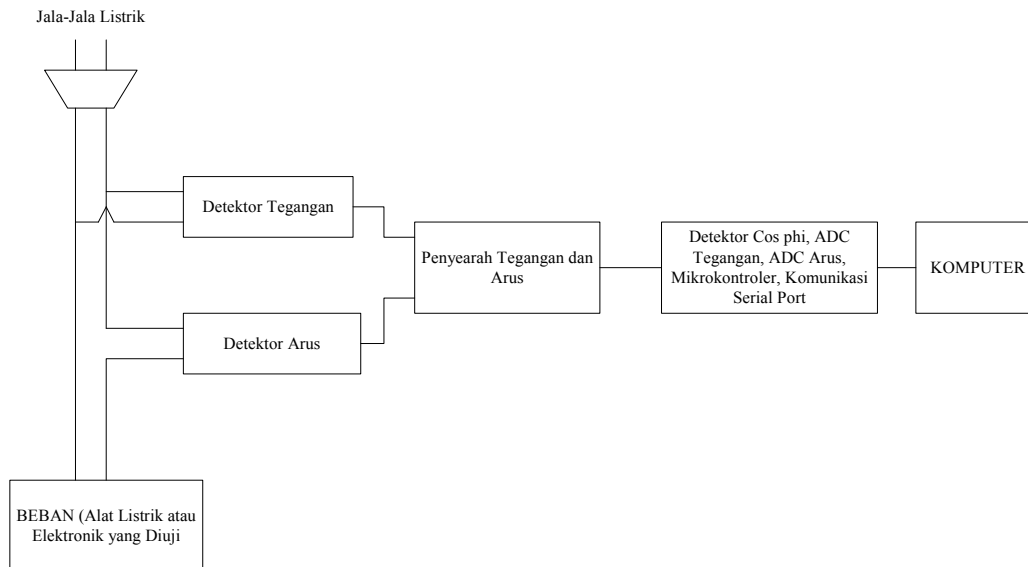 Jala-Jala Listrik
Detektor Tegangan
Penyearah Tegangan dan
Arus
Detektor Cos phi, ADC
Tegangan, ADC Arus,
Mikrokontroler, Komunikasi
Serial Port
KOMPUTER
Detektor Arus
BEBAN (Alat Listrik atau
Elektronik yang Diuji